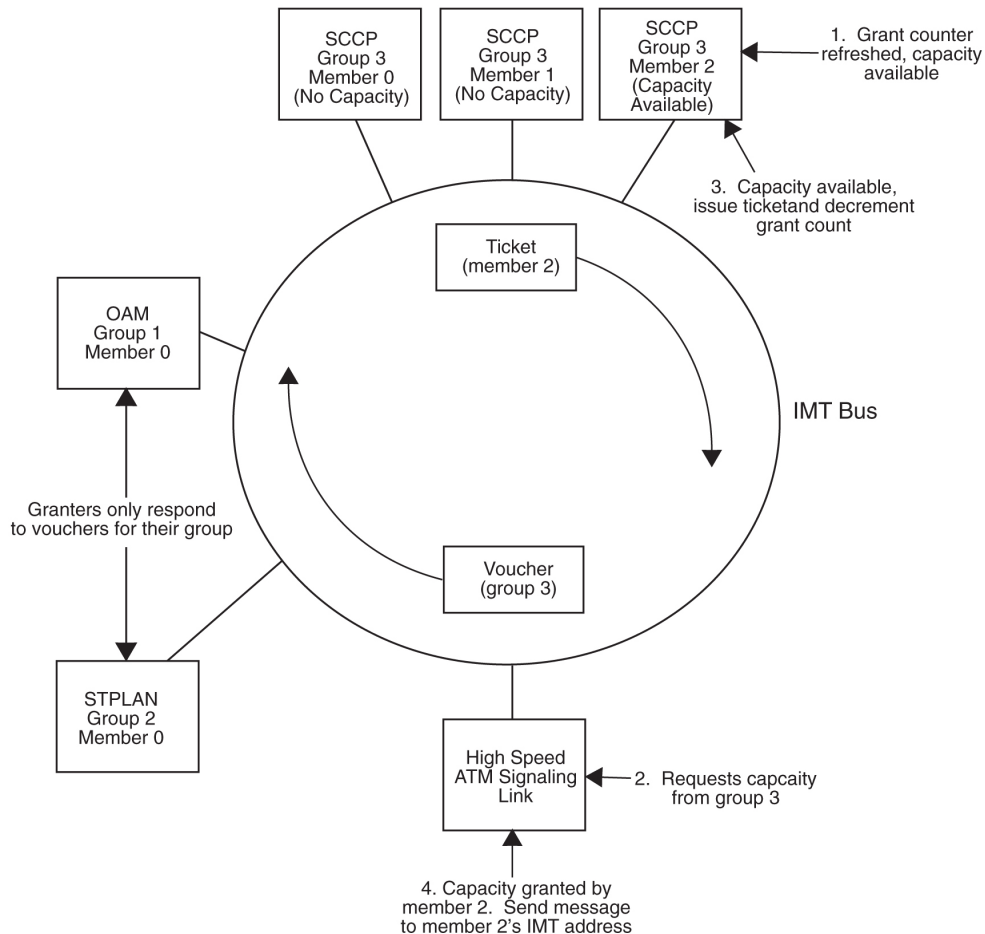 SCCP
Group 3
Member 0
(No Capacity)
SCCP
Group 3
Member 1
(No Capacity)
SCCP
Group 3
Member 2
(Capacity
Available)
1. Grant counter
refreshed, capacity
available
3. Capacity available,
issue ticketand decrement
grant count
Ticket
(member 2)
OAM
Group 1
Member 0
IMT Bus
Granters only respond
to vouchers for their group
Voucher
(group 3)
STPLAN
Group 2
Member 0
High Speed
ATM Signaling
Link
2. Requests capcaity
from group 3
4. Capacity granted by
member 2. Send message
to member 2's IMT address